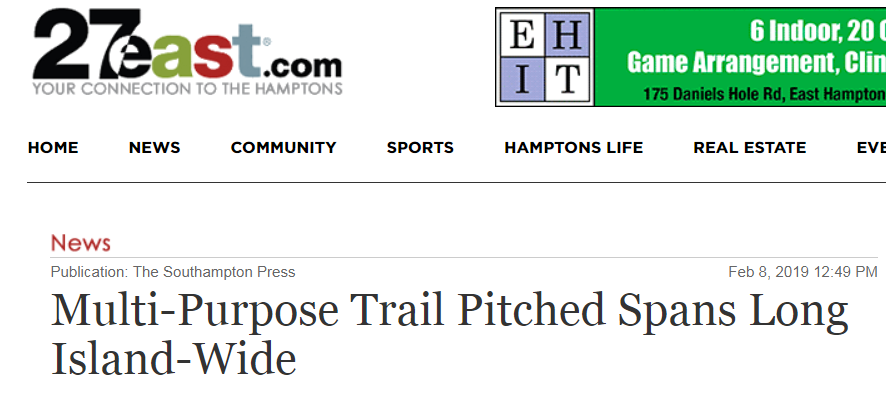 27east®.com
YOUR CONNECTION TO THE HAMPTONS
E H
I T
6 Indoor, 20
Game Arrangement, Clin
175 Daniels Hole Rd, East Hampton
HOME NEWS COMMUNITY SPORTS HAMPTONS LIFE REAL ESTATE EVE
News
Publication: The Southampton Press Feb 8, 2019 12:49 PM
Multi-Purpose Trail Pitched Spans Long
Island-Wide